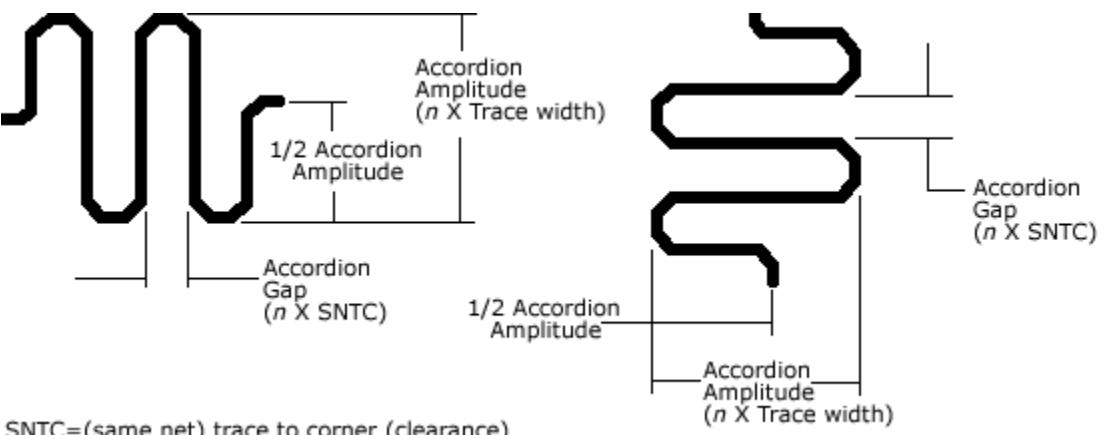 Accordion
Amplitude
(n X Trace width)
1/2 Accordion
Amplitude
Accordion
Gap
(n X SNTC)
Accordion
Gap
(n X SNTC)
1/2 Accordion
Amplitude
Accordion
Amplitude
(n X Trace width)
SNTC=(same net) trace to corner (clearance)